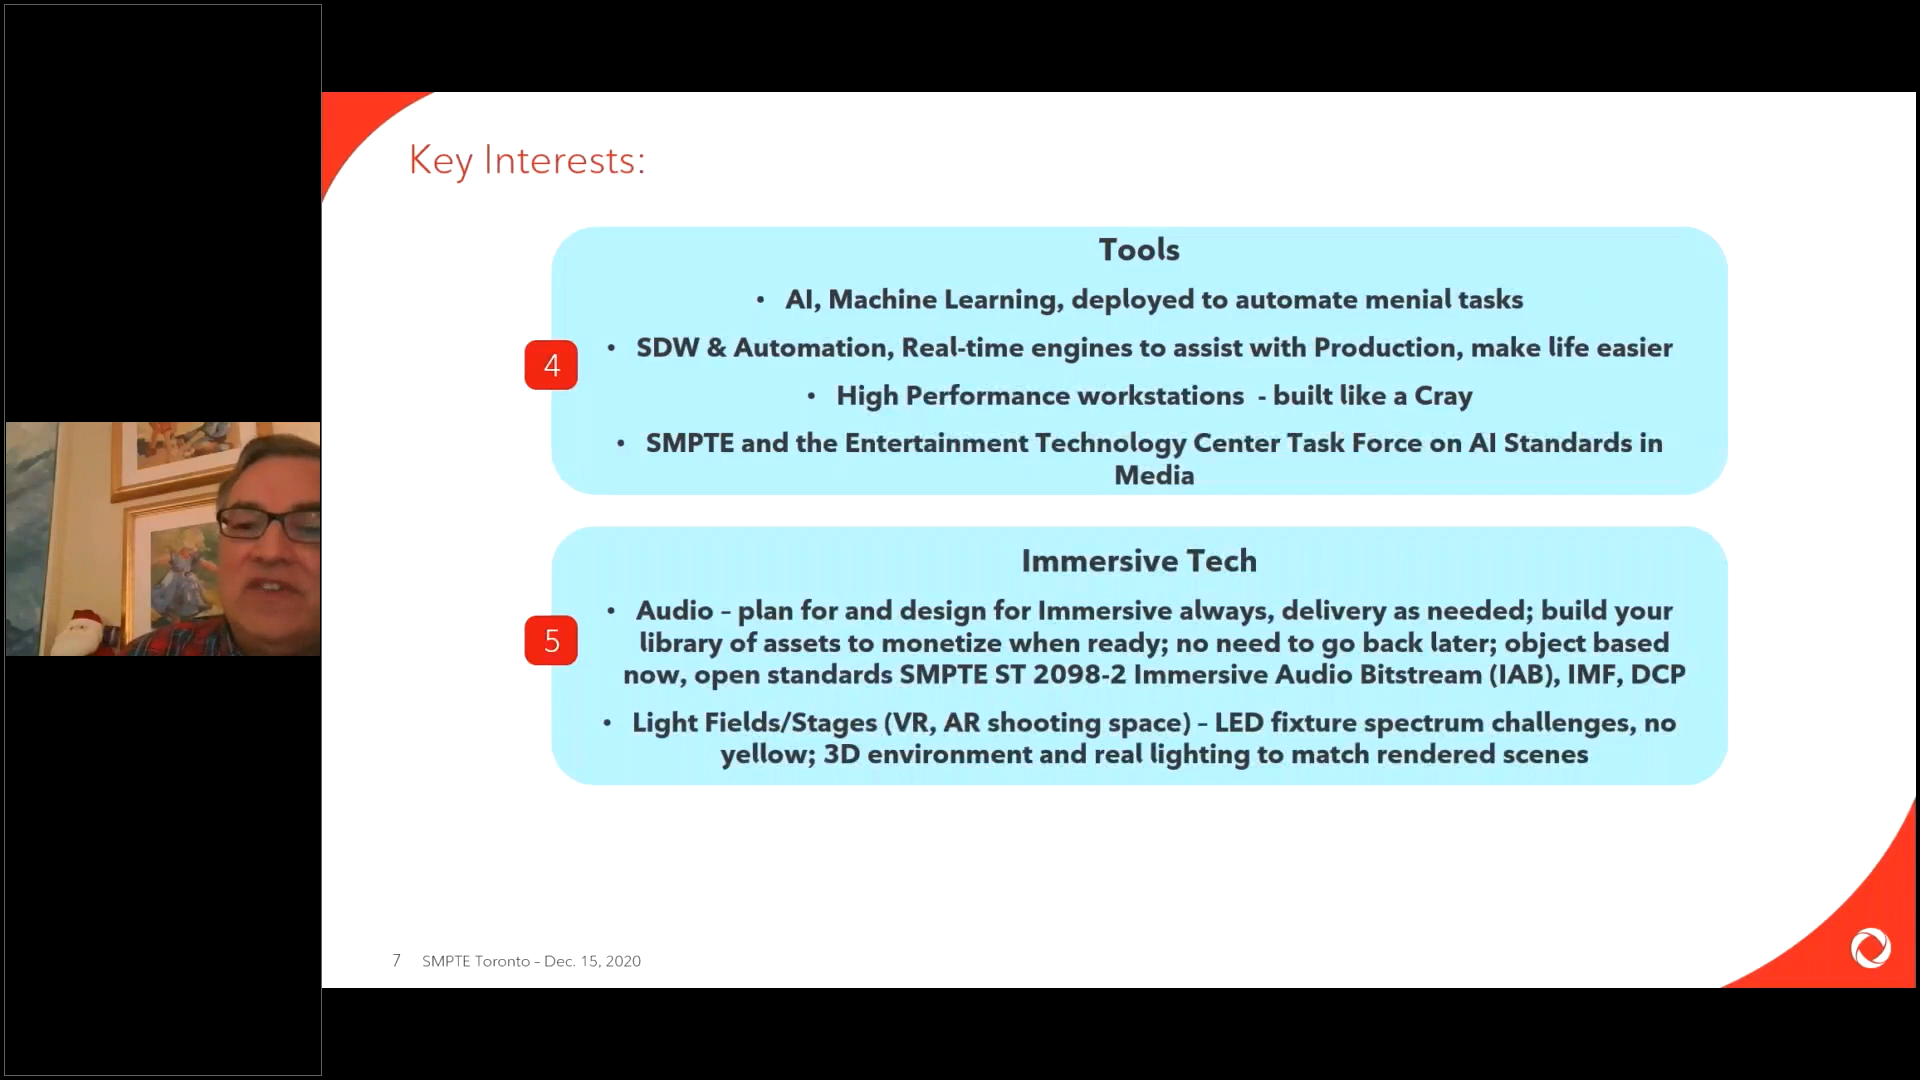 Key Interests:
Tools
• AI, Machine Learning, deployed to automate menial tasks
4
• SDW & Automation, Real-time engines to assist with Production, make life easier
• High Performance workstations - built like a Cray
• SMPTE and the Entertainment Technology Center Task Force on AI Standards in
Media
Immersive Tech
5
• Audio – plan for and design for Immersive always, delivery as needed; build your
library of assets to monetize when ready; no need to go back later; object based
now, open standards SMPTE ST 2098-2 Immersive Audio Bitstream (IAB), IMF, DCP
• Light Fields/Stages (VR, AR shooting space) – LED fixture spectrum challenges, no
yellow; 3D environment and real lighting to match rendered scenes
7 SMPTE Toronto – Dec. 15, 2020